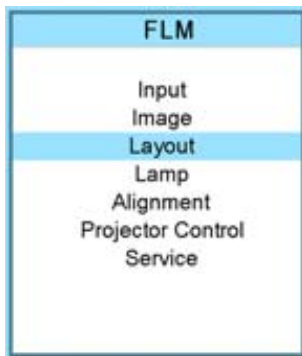 FLM
Input
Image
Layout
Lamp
Alignment
Projector Control
Service